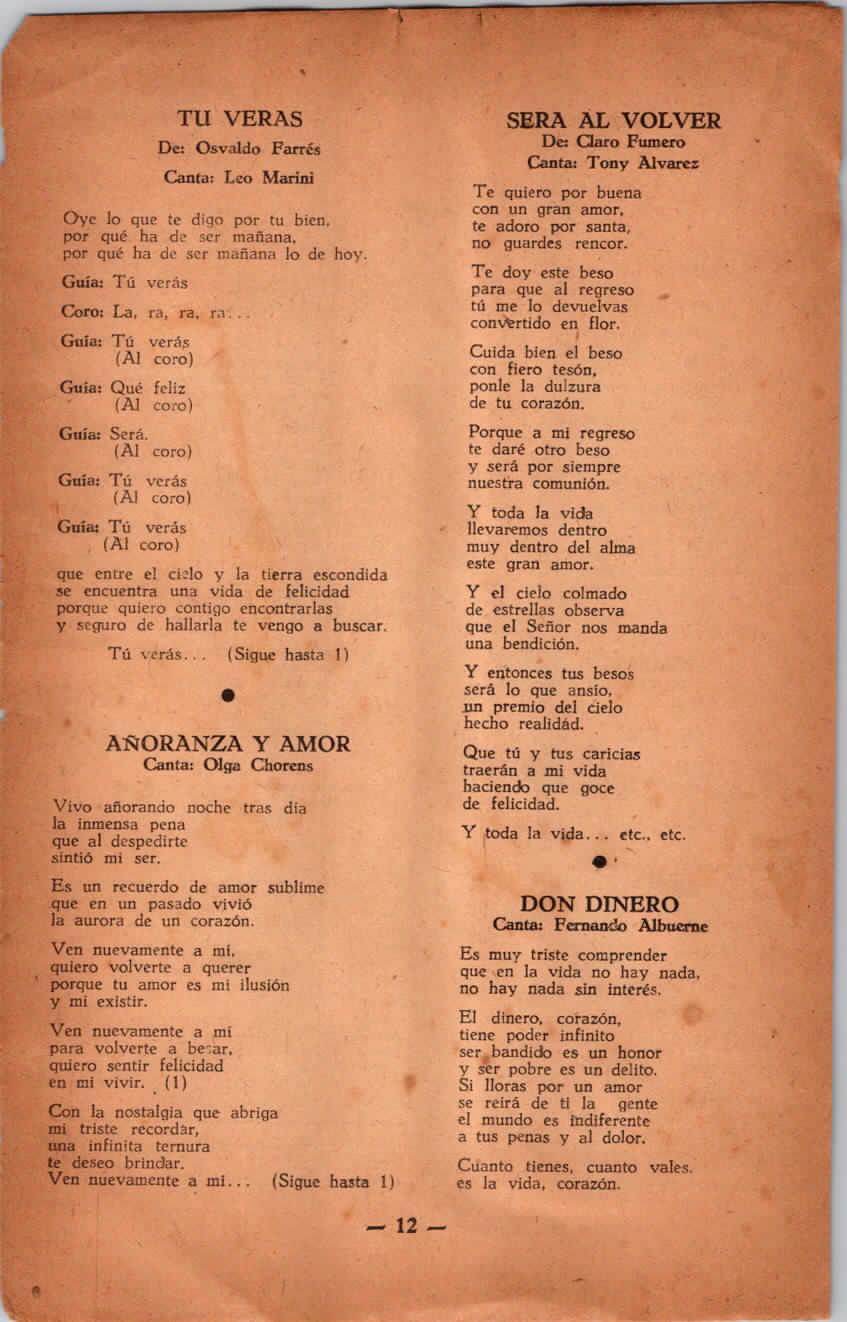 TU VERAS
De: Osvaldo Farrés
Canta: Leo Marini
Oye lo que te digo por tu bien,
por qué ha de ser mañana,
por qué ha de ser mañana lo de hoy.
Guía: Tú verás
Coro: La, ra, ra, ra...
Guía: Tú verás
(Al coro)
Guía: Qué feliz
(Al coro)
Guía: Será.
(Al coro)
Guía: Tú verás
(Al coro)
Guía: Tú verás
(Al coro)
que entre el cielo y la tierra escondida
se encuentra una vida de felicidad
porque quiero contigo encontrarlas
y seguro de hallarla te vengo a buscar.
Tú verás... (Sigue hasta 1)
AÑORANZA Y AMOR
Canta: Olga Chorens
Vivo añorando noche tras día
la inmensa pena
que al despedirte
sintió mi ser.
Es un recuerdo de amor sublime
que en un pasado vivió
la aurora de un corazón.
Ven nuevamente a mí,
quiero volverte a querer
porque tu amor es mi ilusión
y mi existir.
Ven nuevamente a mí
para volverte a besar,
quiero sentir felicidad
en mi vivir. (1)
Con la nostalgia que abriga
mi triste recordar,
una infinita ternura
te deseo brindar.
Ven nuevamente a mí... (Sigue hasta 1)
SERA AL VOLVER
De: Claro Fumero
Canta: Tony Alvarez
Te quiero por buena
con un gran amor,
te adoro por santa,
no guardes rencor.
Te doy este beso
para que al regreso
tú me lo devuelvas
convertido en flor.
Cuida bien el beso
con fiero tesón,
ponle la dulzura
de tu corazón.
Porque a mi regreso
te daré otro beso
y será por siempre
nuestra comunión.
Y toda la vida
llevaremos dentro
muy dentro del alma
este gran amor.
Y el cielo colmado
de estrellas observa
que el Señor nos manda
una bendición.
Y entonces tus besos
será lo que ansío,
un premio del cielo
hecho realidad.
Que tú y tus caricias
traerán a mi vida
haciendo que goce
de felicidad.
Y toda la vida... etc., etc.
DON DINERO
Canta: Fernando Albuerne
Es muy triste comprender
que en la vida no hay nada,
no hay nada sin interés.
El dinero, corazón,
tiene poder infinito
ser bandido es un honor
y ser pobre es un delito.
Si lloras por un amor
se reirá de ti la gente
el mundo es indiferente
a tus penas y al dolor.
Cuanto tienes, cuanto vales,
es la vida, corazón.
— 12 —